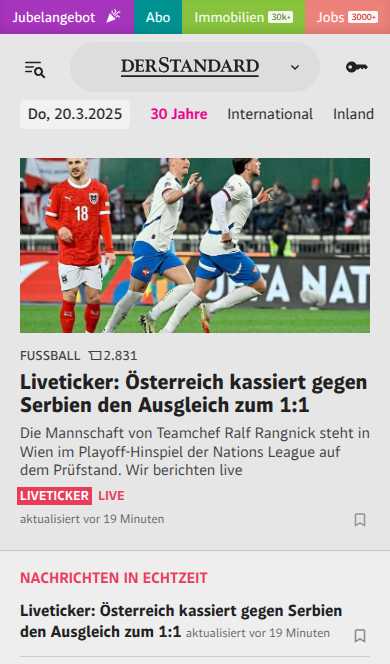 Jubelangebot Abo Immobilien 30k+ Jobs 3000+
DERSTANDARD
Do, 20.3.2025 30 Jahre International Inland
18
UEFA NAT
FUSSBALL 2.831
Liveticker: Österreich kassiert gegen
Serbien den Ausgleich zum 1:1
Die Mannschaft von Teamchef Ralf Rangnick steht in
Wien im Playoff-Hinspiel der Nations League auf
dem Prüfstand. Wir berichten live
LIVETICKER LIVE
aktualisiert vor 19 Minuten
NACHRICHTEN IN ECHTZEIT
Liveticker: Österreich kassiert gegen Serbien
den Ausgleich zum 1:1 aktualisiert vor 19 Minuten